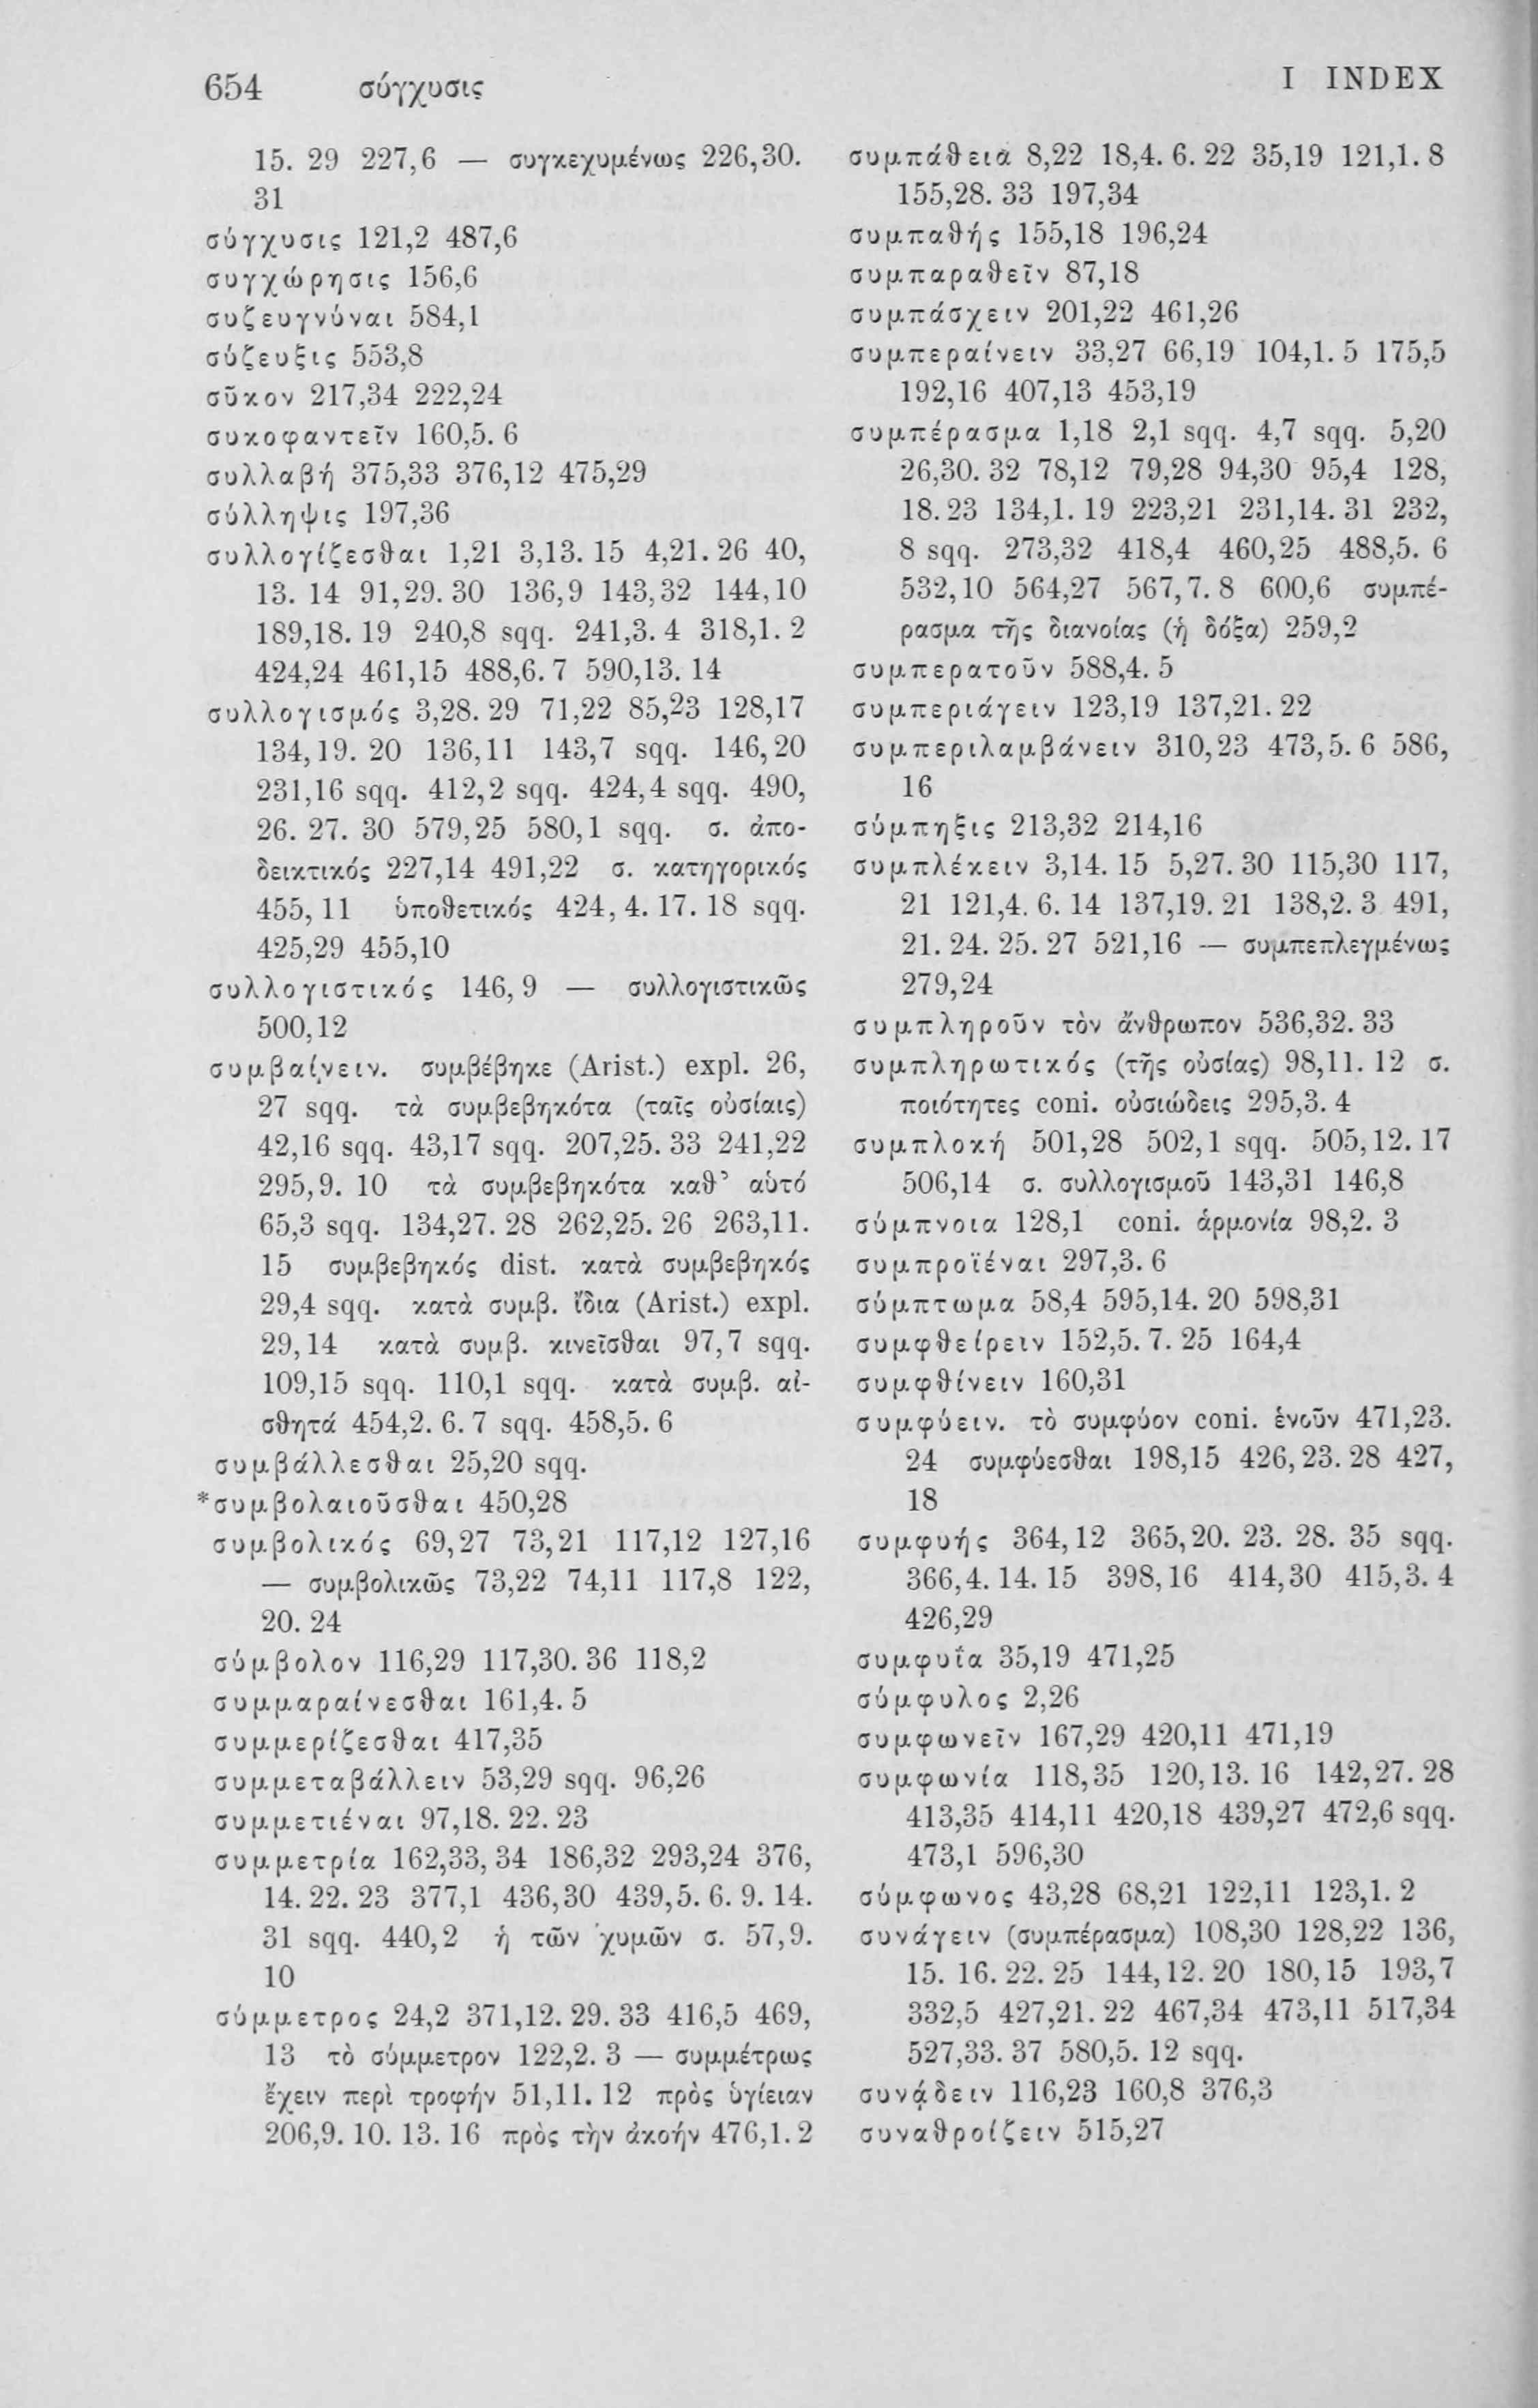 654 σύγχυσις I INDEX
15. 29 227,6 — συγκεχυμένως 226,30.
31
σύγχυσις 121,2 487,6
συγχώρησις 156,6
συζευγνύναι 584,1
σύζευξις 553,8
σῦκον 217,34 222,24
συκοφαντεῖν 160,5. 6
συλλαβή 375,33 376,12 475,29
σύλληψις 197,36
συλλογίζεσθαι 1,21 3,13. 15 4,21. 26 40,
13. 14 91,29. 30 136,9 143,32 144,10
189,18. 19 240,8 sqq. 241,3. 4 318,1. 2
424,24 461,15 488,6. 7 590,13. 14
συλλογισμός 3,28. 29 71,22 85,23 128,17
134,19. 20 136,11 143,7 sqq. 146,20
231,16 sqq. 412,2 sqq. 424,4 sqq. 490,
26. 27. 30 579,25 580,1 sqq. σ. ἀπο-
δεικτικός 227,14 491,22 σ. κατηγορικός
455,11 ὑποθετικός 424,4. 17. 18 sqq.
425,29 455,10
συλλογιστικός 146,9 — συλλογιστικῶς
500,12
συμβαίνειν. συμβέβηκε (Arist.) expl. 26,
27 sqq. τὰ συμβεβηκότα (ταῖς οὐσίαις)
42,16 sqq. 43,17 sqq. 207,25. 33 241,22
295,9. 10 τὰ συμβεβηκότα καθ’ αὑτό
65,3 sqq. 134,27. 28 262,25. 26 263,11.
15 συμβεβηκός dist. κατὰ συμβεβηκός
29,4 sqq. κατὰ συμβ. ἴδια (Arist.) expl.
29,14 κατὰ συμβ. κινεῖσθαι 97,7 sqq.
109,15 sqq. 110,1 sqq. κατὰ συμβ. αἰ-
σθητά 454,2. 6. 7 sqq. 458,5. 6
συμβάλλεσθαι 25,20 sqq.
*συμβολαιοῦσθαι 450,28
συμβολικός 69,27 73,21 117,12 127,16
— συμβολικῶς 73,22 74,11 117,8 122,
20. 24
σύμβολον 116,29 117,30. 36 118,2
συμμαραίνεσθαι 161,4. 5
συμμερίζεσθαι 417,35
συμμεταβάλλειν 53,29 sqq. 96,26
συμμετιέναι 97,18. 22. 23
συμμετρία 162,33, 34 186,32 293,24 376,
14. 22. 23 377,1 436,30 439,5. 6. 9. 14.
31 sqq. 440,2 ἡ τῶν χυμῶν σ. 57,9.
10
σύμμετρος 24,2 371,12. 29. 33 416,5 469,
13 τὸ σύμμετρον 122,2. 3 — συμμέτρως
ἔχειν περὶ τροφήν 51,11. 12 πρὸς ὑγίειαν
206,9. 10. 13. 16 πρὸς τὴν ἀκοήν 476,1. 2
συμπάθεια 8,22 18,4. 6. 22 35,19 121,1. 8
155,28. 33 197,34
συμπαθής 155,18 196,24
συμπαραθεῖν 87,18
συμπάσχειν 201,22 461,26
συμπεραίνειν 33,27 66,19 104,1. 5 175,5
192,16 407,13 453,19
συμπέρασμα 1,18 2,1 sqq. 4,7 sqq. 5,20
26,30. 32 78,12 79,28 94,30 95,4 128,
18. 23 134,1. 19 223,21 231,14. 31 232,
8 sqq. 273,32 418,4 460,25 488,5. 6
532,10 564,27 567,7. 8 600,6 συμπέ-
ρασμα τῆς διανοίας (ἡ δόξα) 259,2
συμπερατοῦν 588,4. 5
συμπεριάγειν 123,19 137,21. 22
συμπεριλαμβάνειν 310,23 473,5. 6 586,
16
σύμπηξις 213,32 214,16
συμπλέκειν 3,14. 15 5,27. 30 115,30 117,
21 121,4. 6. 14 137,19. 21 138,2. 3 491,
21. 24. 25. 27 521,16 — συμπεπλεγμένως
279,24
συμπληροῦν τὸν ἄνθρωπον 536,32. 33
συμπληρωτικός (τῆς οὐσίας) 98,11. 12 σ.
ποιότητες coni. οὐσιώδεις 295,3. 4
συμπλοκή 501,28 502,1 sqq. 505,12. 17
506,14 σ. συλλογισμοῦ 143,31 146,8
σύμπνοια 128,1 coni. ἁρμονία 98,2. 3
συμπροϊέναι 297,3. 6
σύμπτωμα 58,4 595,14. 20 598,31
συμφθείρειν 152,5. 7. 25 164,4
συμφθίνειν 160,31
συμφύειν. τὸ συμφύον coni. ἑνοῦν 471,23.
24 συμφύεσθαι 198,15 426,23. 28 427,
18
συμφυής 364,12 365,20. 23. 28. 35 sqq.
366,4. 14. 15 398,16 414,30 415,3. 4
426,29
συμφυΐα 35,19 471,25
σύμφυλος 2,26
συμφωνεῖν 167,29 420,11 471,19
συμφωνία 118,35 120,13. 16 142,27. 28
413,35 414,11 420,18 439,27 472,6 sqq.
473,1 596,30
σύμφωνος 43,28 68,21 122,11 123,1. 2
συνάγειν (συμπέρασμα) 108,30 128,22 136,
15. 16. 22. 25 144,12. 20 180,15 193,7
332,5 427,21. 22 467,34 473,11 517,34
527,33. 37 580,5. 12 sqq.
συνᾴδειν 116,23 160,8 376,3
συναθροίζειν 515,27